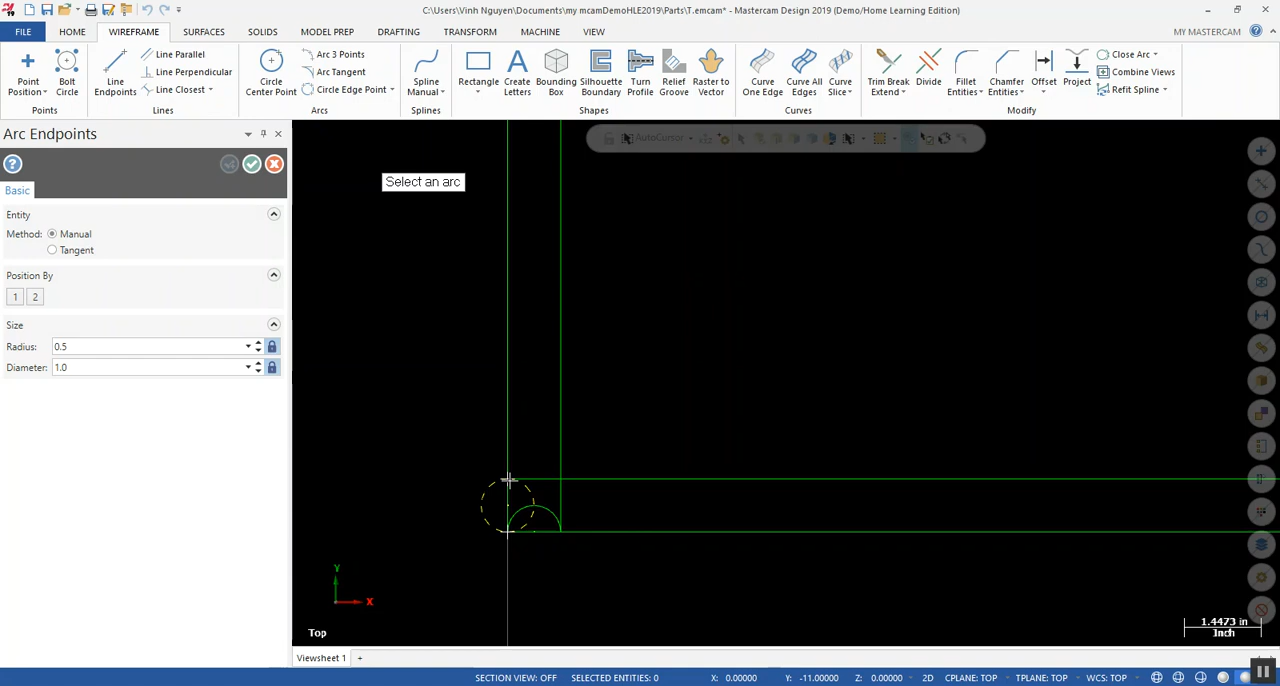 C:\Users\Vinh Nguyen\Documents\my mcamDemoHLE2019\Parts\T.emcam* - Mastercam Design 2019 (Demo/Home Learning Edition)
FILE HOME WIREFRAME SURFACES SOLIDS MODEL PREP DRAFTING TRANSFORM MACHINE VIEW MY MASTERCAM
Point Position
Bolt Circle
Points
Line Endpoints
Line Parallel
Line Perpendicular
Line Closest
Lines
Circle Center Point
Arc 3 Points
Arc Tangent
Circle Edge Point
Arcs
Spline Manual
Splines
Rectangle
Create Letters
Bounding Box
Silhouette Boundary
Turn Profile
Relief Groove
Raster to Vector
Shapes
Curve One Edge
Curve All Edges
Curve Slice
Curves
Trim Break Extend
Divide
Fillet Entities
Chamfer Entities
Offset
Project
Close Arc
Combine Views
Refit Spline
Modify
Arc Endpoints
Basic
Entity
Method: Manual
Tangent
Position By
1 2
Size
Radius: 0.5
Diameter: 1.0
AutoCursor
Select an arc
Y
X
Top
1.4473 in
Inch
Viewsheet 1 +
SECTION VIEW: OFF SELECTED ENTITIES: 0 X: 0.00000 Y: -11.00000 Z: 0.00000 2D CPLANE: TOP TPLANE: TOP WCS: TOP